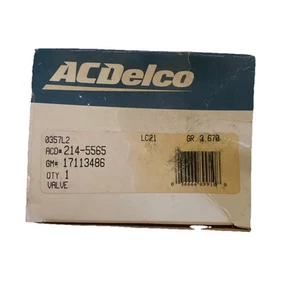 ACDelco
0357L2 LC21 GR 3.670
ACD# 214-5565
GM# 17113486
QTY 1
VALVE